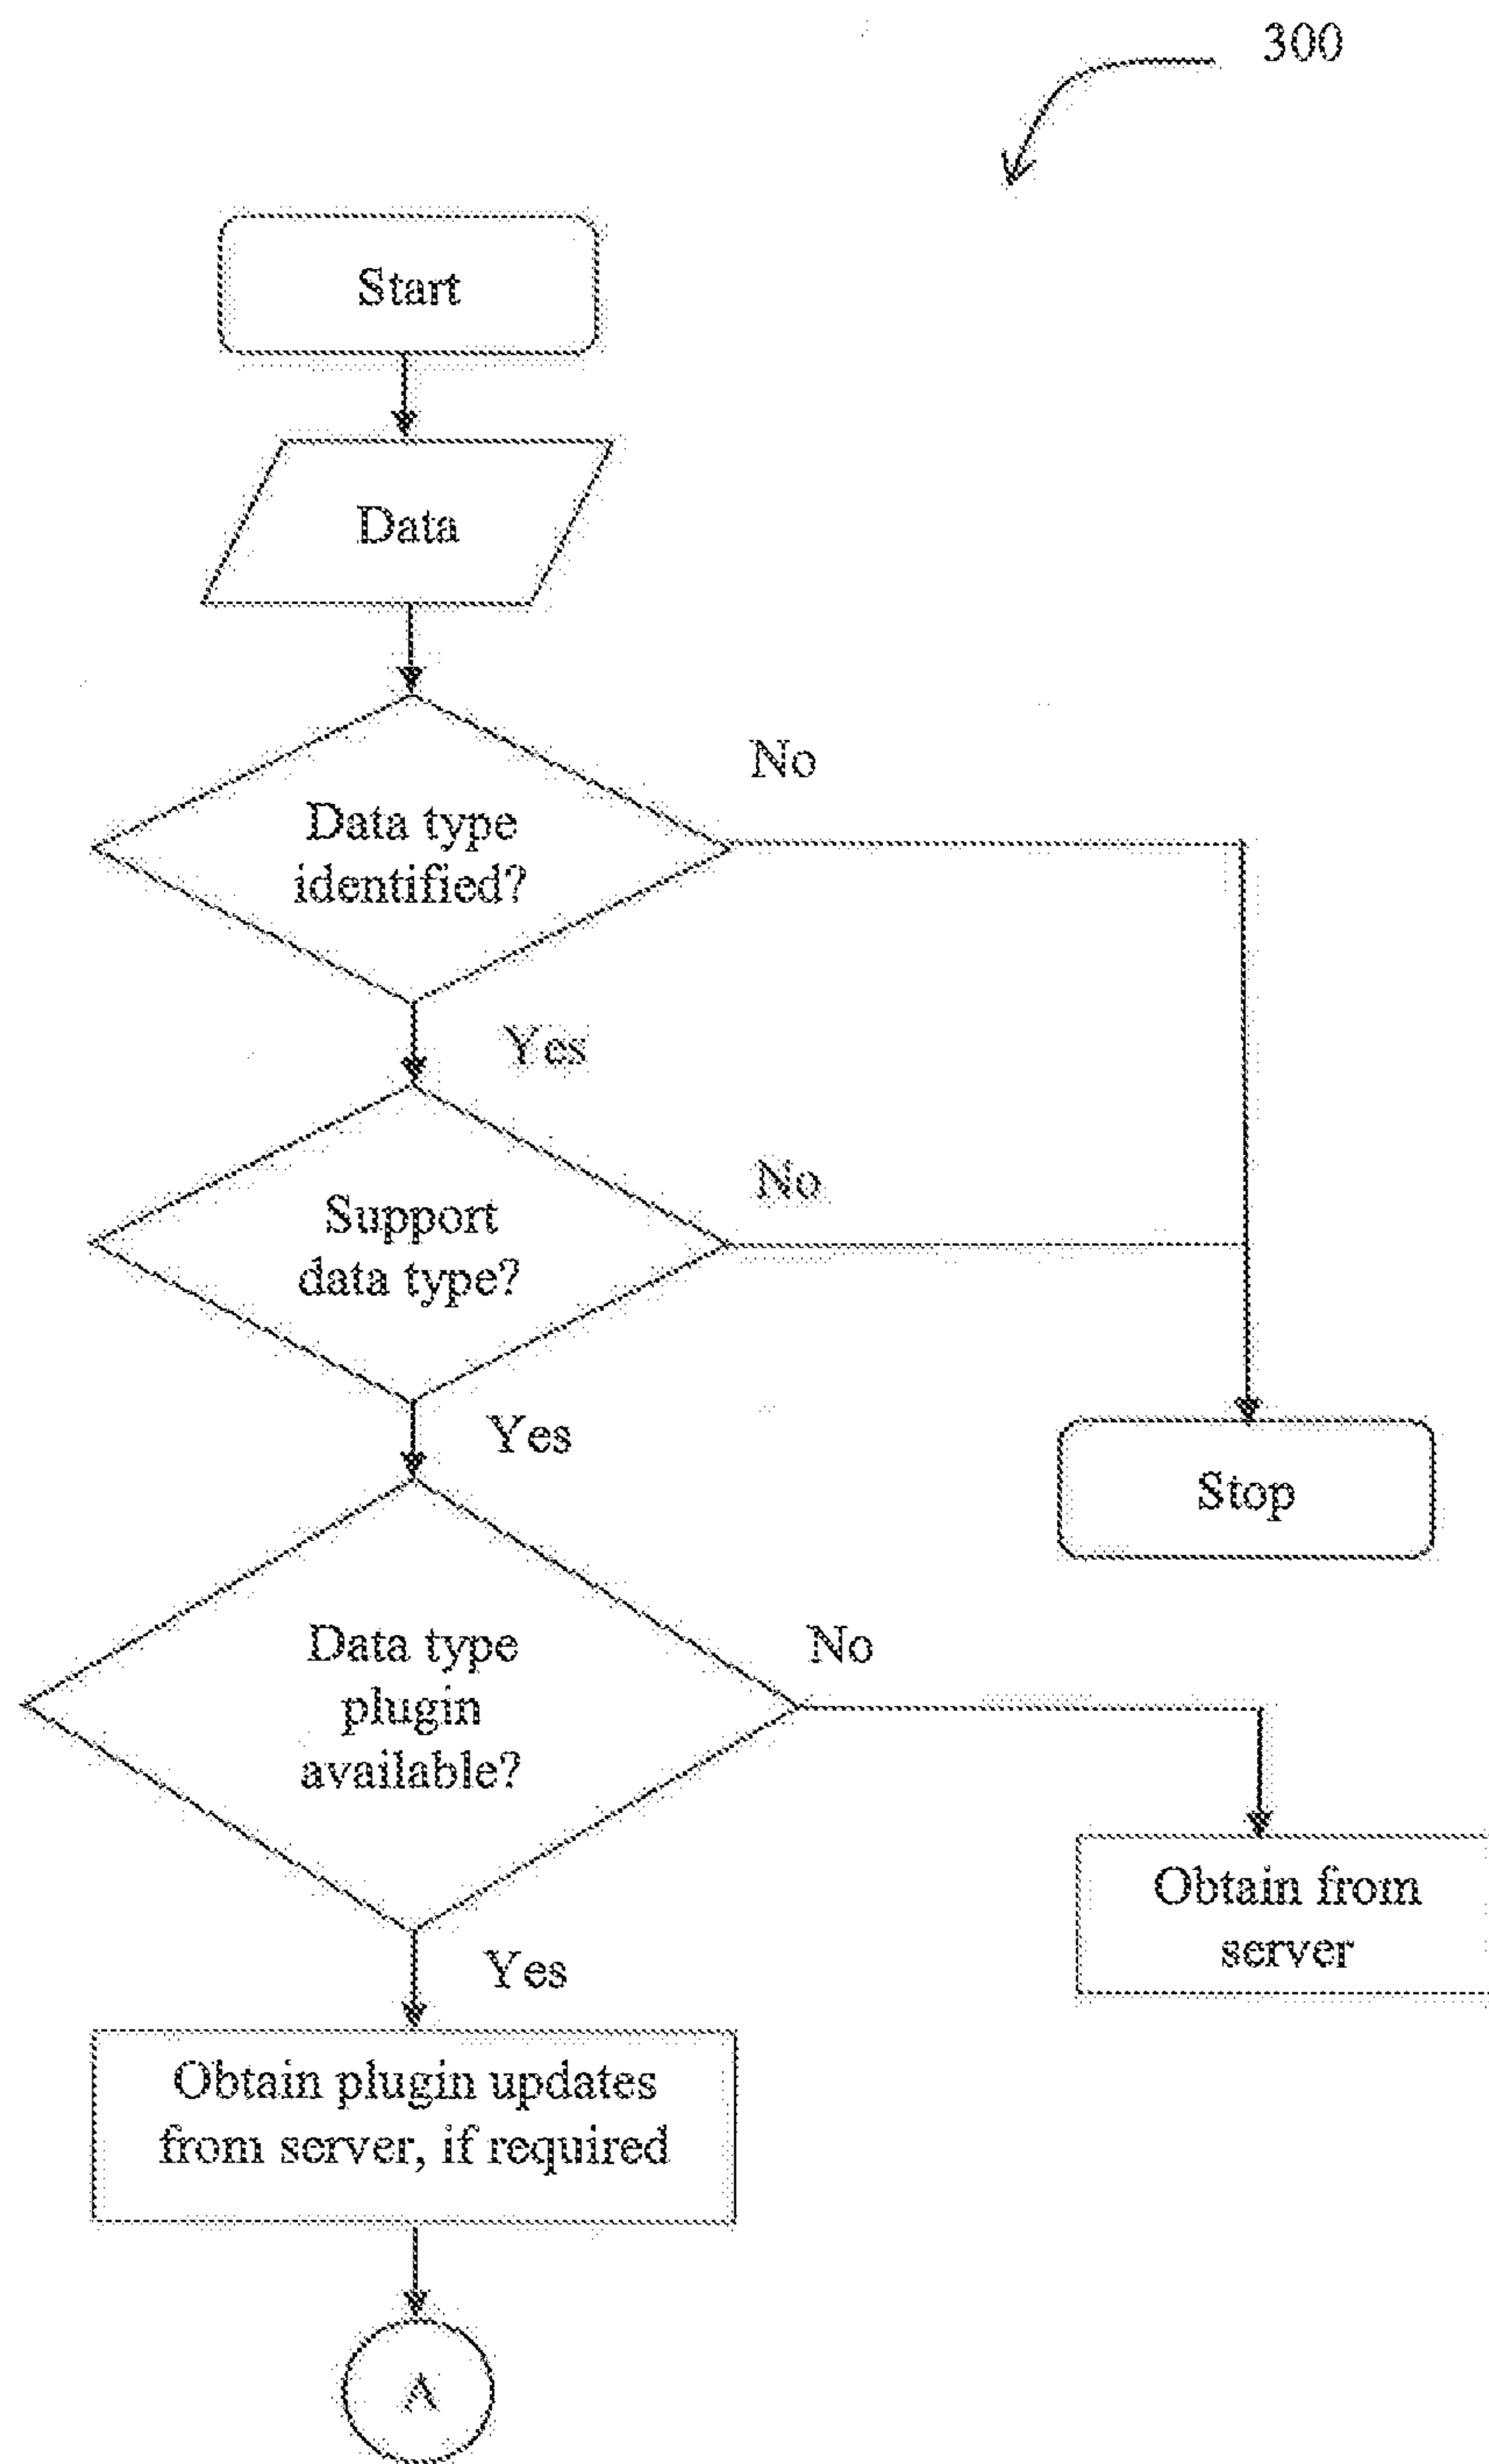 300
Start
Data
Data type
identified?
No
Yes
Support
data type?
No
Yes
Stop
Data type
plugin
available?
No
Obtain from
server
Yes
Obtain plugin updates
from server, if required
A